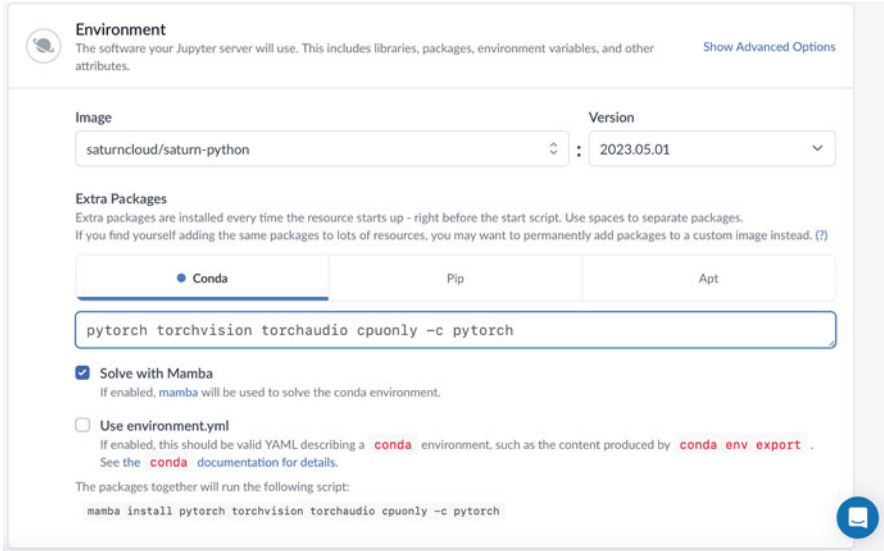 Environment
The software your Jupyter server will use. This includes libraries, packages, environment variables, and other
attributes.
Show Advanced Options
Image
Version
saturncloud/saturn-python
:
2023.05.01
Extra Packages
Extra packages are installed every time the resource starts up - right before the start script. Use spaces to separate packages.
If you find yourself adding the same packages to lots of resources, you may want to permanently add packages to a custom image instead. (?)
Conda
Pip
Apt
pytorch torchvision torchaudio cpuonly -c pytorch
Solve with Mamba
If enabled, mamba will be used to solve the conda environment.
Use environment.yml
If enabled, this should be valid YAML describing a conda environment, such as the content produced by conda env export .
See the conda documentation for details.
The packages together will run the following script:
mamba install pytorch torchvision torchaudio cpuonly -c pytorch